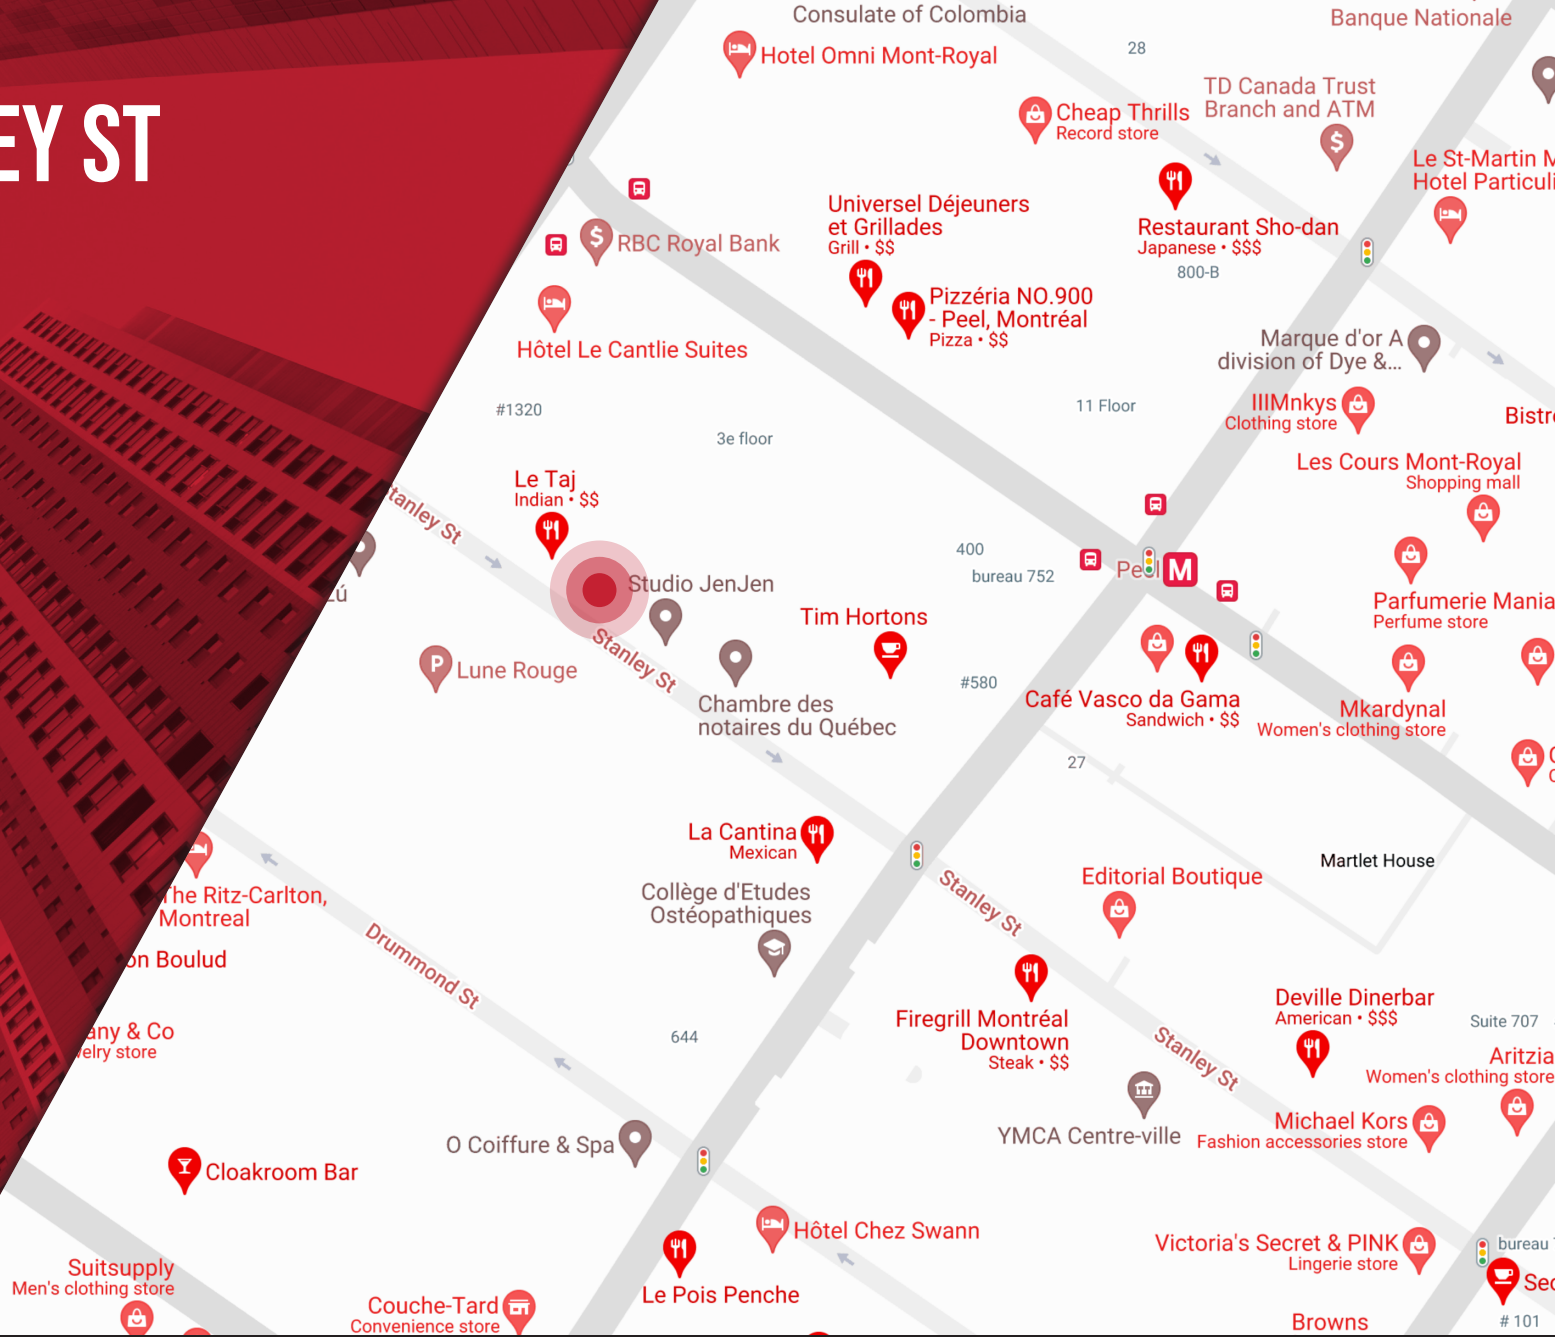 EY ST
Consulate of Colombia
Banque Nationale
Hotel Omni Mont-Royal
28
TD Canada Trust
Branch and ATM
Cheap Thrills
Record store
Le St-Martin M
Hotel Particuli
Universel Déjeuners
et Grillades
Grill • $$
Restaurant Sho-dan
Japanese • $$$
800-B
RBC Royal Bank
Pizzéria NO.900
- Peel, Montréal
Pizza • $$
Hôtel Le Cantlie Suites
Marque d'or A
division of Dye &...
#1320
3e floor
11 Floor
IIIMnkys
Clothing store
Bistr
Les Cours Mont-Royal
Shopping mall
Le Taj
Indian • $$
tanley St
400
bureau 752
Peel
M
Studio JenJen
ú
Tim Hortons
Parfumerie Mania
Perfume store
Stanley St
Lune Rouge
P
#580
Café Vasco da Gama
Sandwich • $$
Mkardynal
Women's clothing store
Chambre des
notaires du Québec
27
La Cantina
Mexican
Martlet House
Editorial Boutique
Collège d'Etudes
Ostéopathiques
Stanley St
The Ritz-Carlton,
Montreal
on Boulud
Drummond St
Firegrill Montréal
Downtown
Steak • $$
Deville Dinerbar
American • $$$
Suite 707
any & Co
elry store
644
Stanley St
Aritzia
Women's clothing store
Michael Kors
Fashion accessories store
YMCA Centre-ville
O Coiffure & Spa
Cloakroom Bar
Hôtel Chez Swann
Victoria's Secret & PINK
Lingerie store
bureau
Sec
Suitsupply
Men's clothing store
Le Pois Penche
Couche-Tard
Convenience store
Browns
# 101